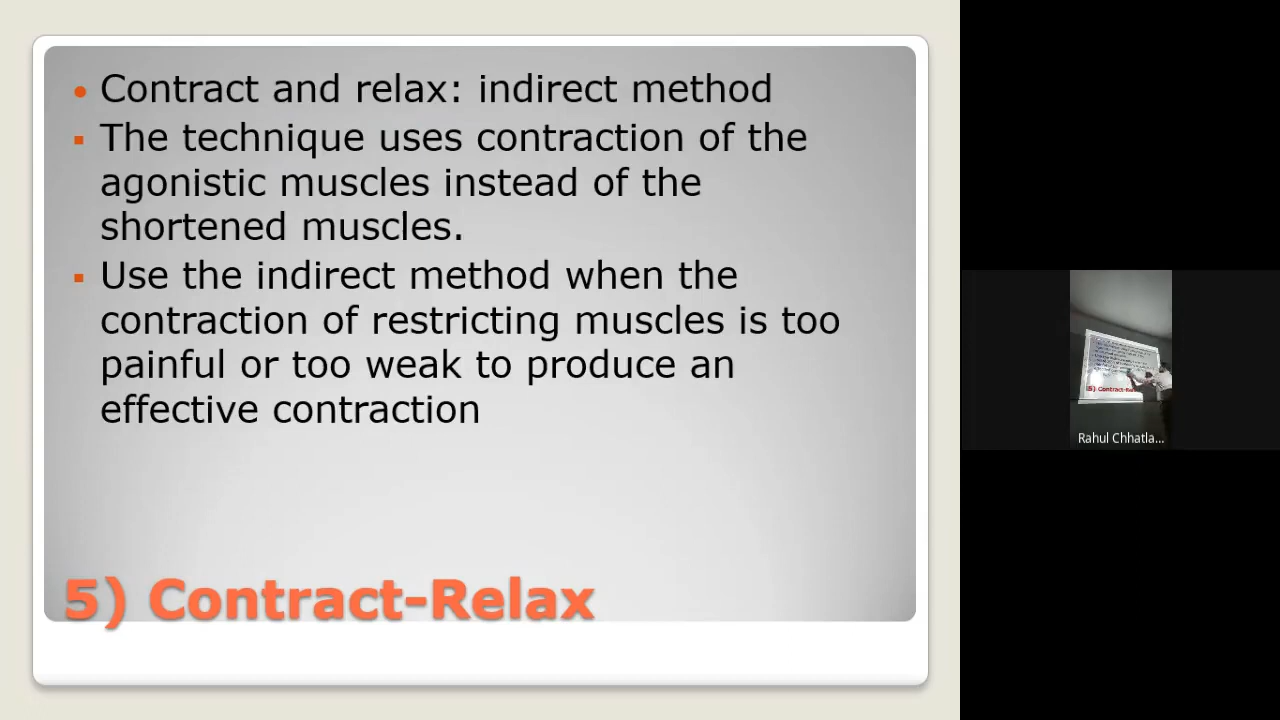 Contract and relax: indirect method
The technique uses contraction of the
agonistic muscles instead of the
shortened muscles.
Use the indirect method when the
contraction of restricting muscles is too
painful or too weak to produce an
effective contraction
5) Contract-Relax
Rahul Chhatla...